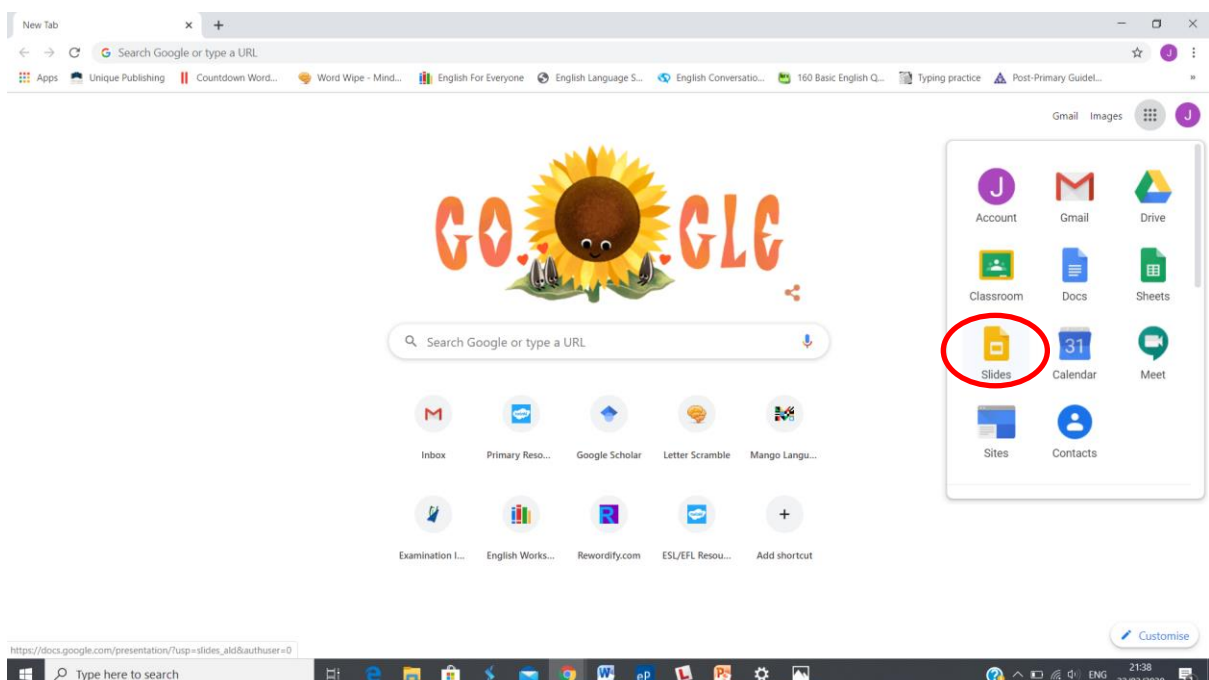 New Tab
Search Google or type a URL
Apps Unique Publishing Countdown Word... Word Wipe - Mind... English For Everyone English Language S... English Conversatio... 160 Basic English Q... Typing practice Post-Primary Guidel... »
Gmail Images J
GO GLE
Search Google or type a URL
Inbox Primary Reso... Google Scholar Letter Scramble Mango Langu...
Examination I... English Works... Rewordify.com ESL/EFL Resou... Add shortcut
J
Account Gmail Drive
Classroom Docs Sheets
31
Slides Calendar Meet
Sites Contacts
Customise
https://docs.google.com/presentation/?usp=slides_ald&authuser=0
Type here to search
ENG 21:38